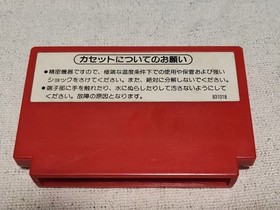 カセットについてのお願い
●精密機器ですので、極端な温度条件下での使用や保管および強い
ショックをさけてください。また、絶対に分解しないでください。
●端子部に手を触れたり、水にぬらしたりして汚さないようにして
ください。故障の原因となります。
831018